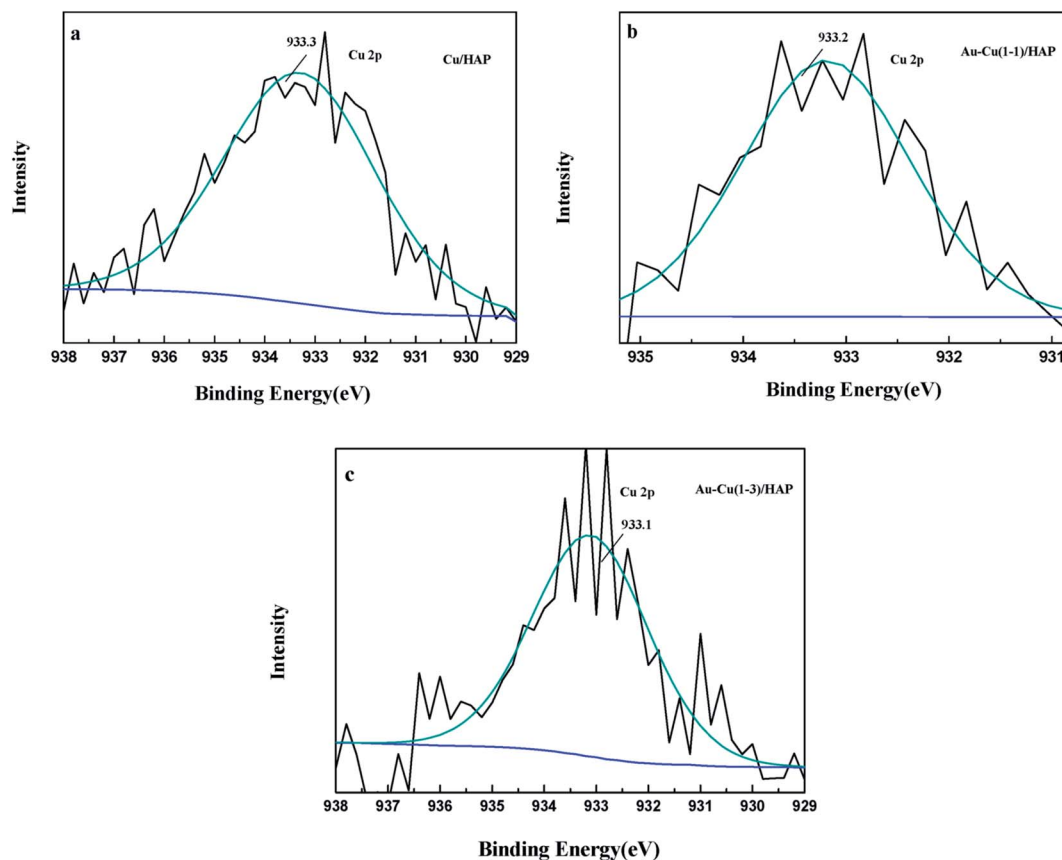 a
933.3
Cu 2p
Cu/HAP
Intensity
938 937 936 935 934 933 932 931 930 929
Binding Energy(eV)
b
933.2
Cu 2p
Au-Cu(1-1)/HAP
Intensity
935 934 933 932 931
Binding Energy(eV)
c
Cu 2p
Au-Cu(1-3)/HAP
933.1
Intensity
938 937 936 935 934 933 932 931 930 929
Binding Energy(eV)